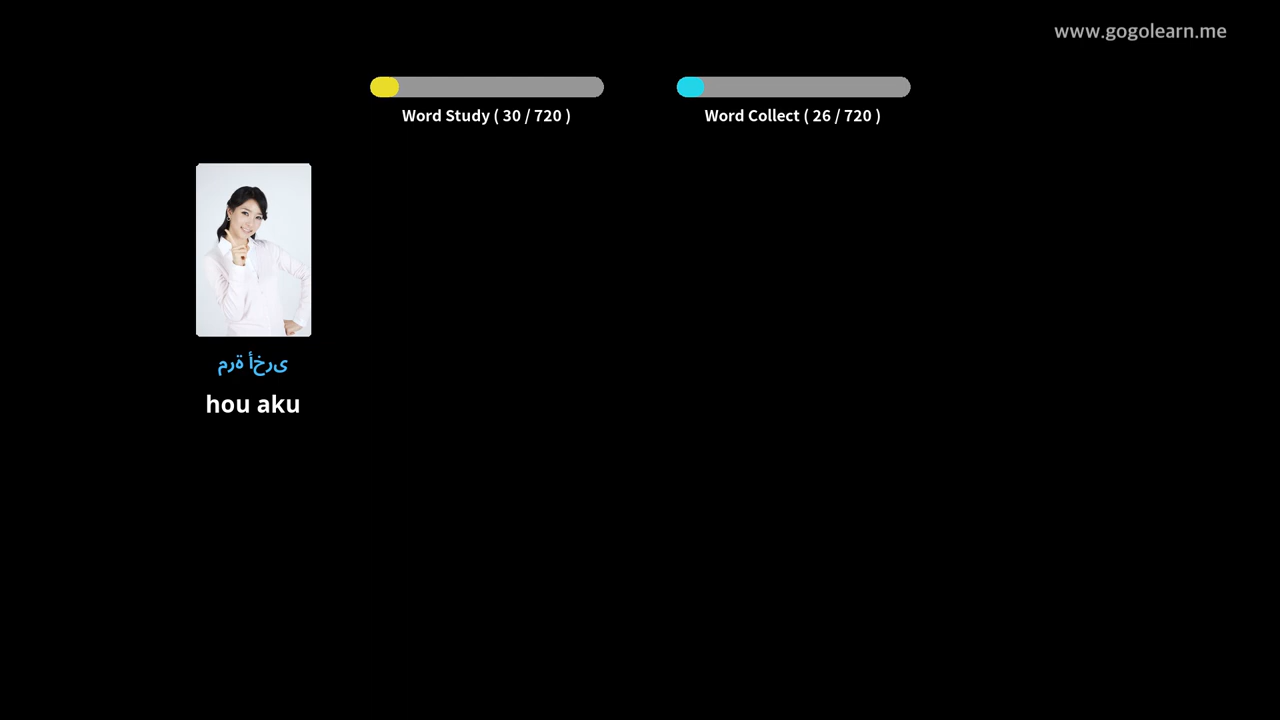 www.gogolearn.me
Word Study ( 30 / 720 )
Word Collect ( 26 / 720 )
مرة أخرى
hou aku